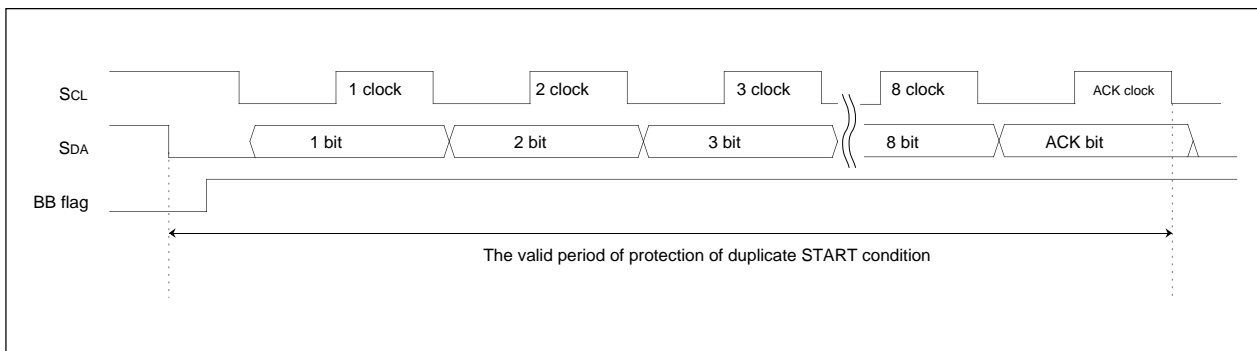 SCL 1 clock 2 clock 3 clock 8 clock ACK clock
SDA 1 bit 2 bit 3 bit 8 bit ACK bit
BB flag
The valid period of protection of duplicate START condition